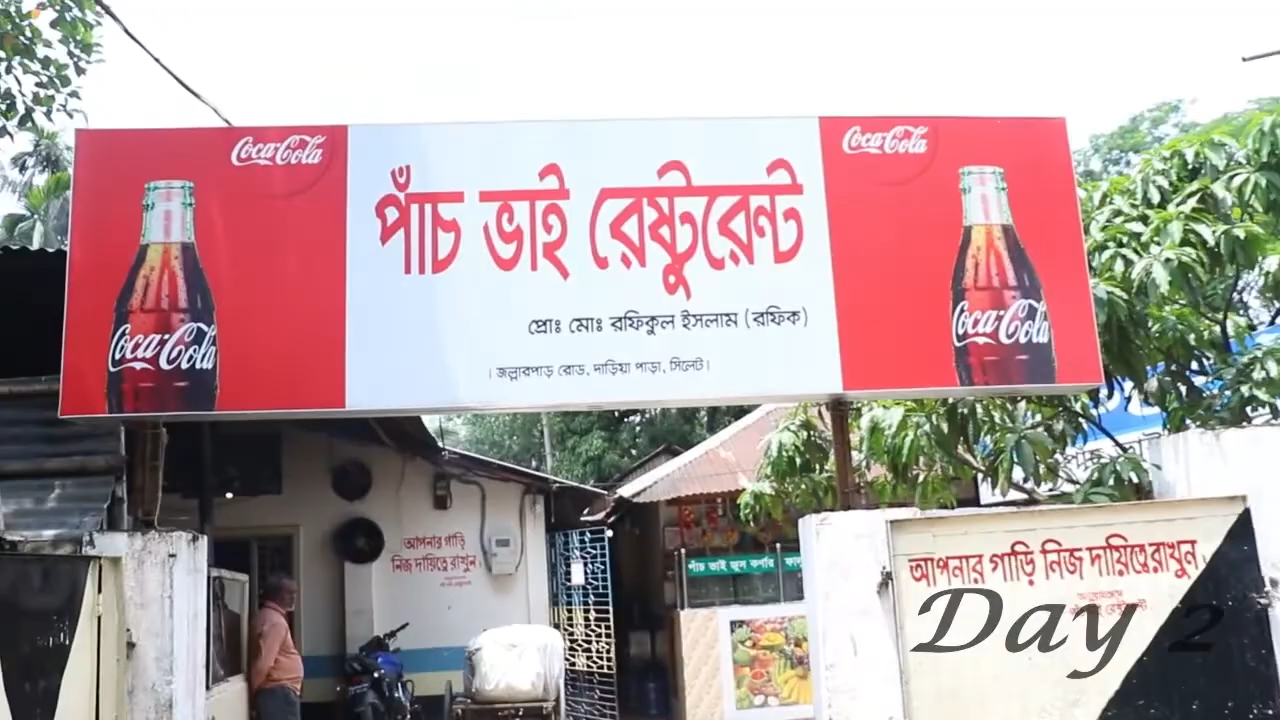 Coca-Cola
Coca-Cola
পাঁচ ভাই রেষ্টুরেন্ট
প্রোঃ মোঃ রফিকুল ইসলাম (রফিক)
। জল্লারপাড় রোড, দাড়িয়া পাড়া, সিলেট।
Coca-Cola
Coca-Cola
আপনার গাড়ি
নিজ দায়িত্বে রাখুন
পাঁচ ভাই জুস কর্ণার
আপনার গাড়ি নিজ দায়িত্বে রাখুন
Day 2